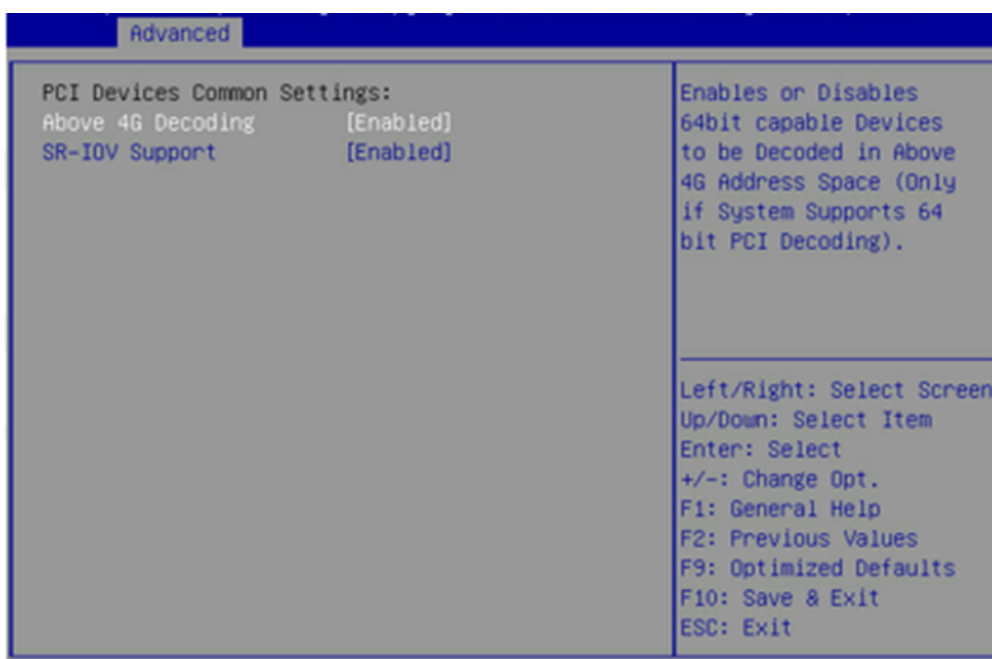 Advanced
PCI Devices Common Settings:
Above 4G Decoding [Enabled]
SR-IOV Support [Enabled]
Enables or Disables
64bit capable Devices
to be Decoded in Above
4G Address Space (Only
if System Supports 64
bit PCI Decoding).
Left/Right: Select Screen
Up/Down: Select Item
Enter: Select
+/-: Change Opt.
F1: General Help
F2: Previous Values
F9: Optimized Defaults
F10: Save & Exit
ESC: Exit